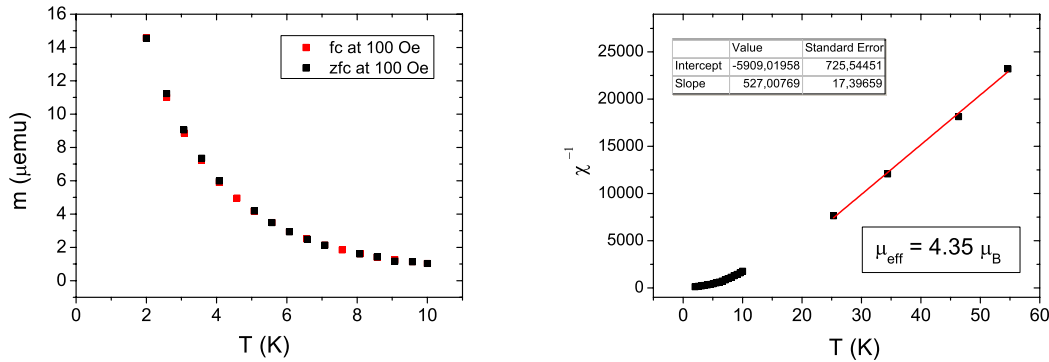 16
14
12
10
8
6
4
2
0
0 2 4 6 8 10
m (μemu)
T (K)
fc at 100 Oe
zfc at 100 Oe
25000
20000
15000
10000
5000
0
0 10 20 30 40 50 60
χ⁻¹
T (K)
Value Standard Error
Intercept -5909,01958 725,54451
Slope 527,00769 17,39659
μeff = 4.35 μB